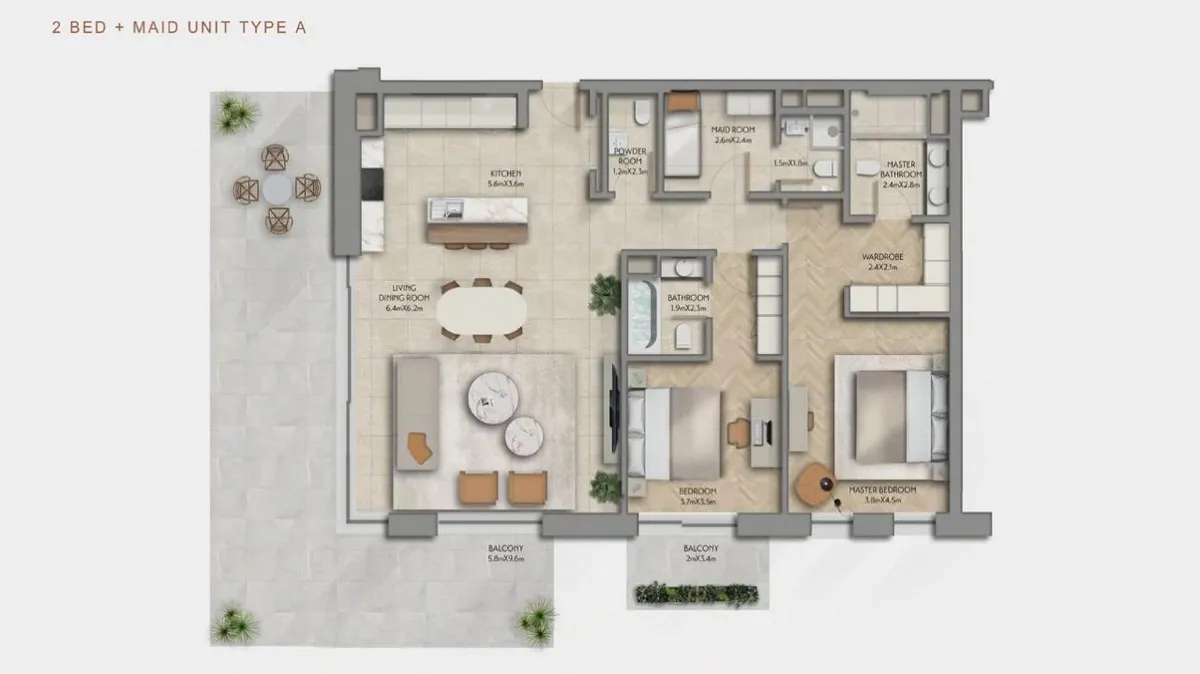 2 BED + MAID UNIT TYPE A
MAID ROOM
2.6mX2.4m
POWDER
ROOM
1.2mX2.3m
1.5mX1.8m
MASTER
BATHROOM
2.4mX2.8m
KITCHEN
5.6mX3.6m
WARDROBE
2.4X2.1m
LIVING
DINING ROOM
6.4mX6.2m
BATHROOM
1.9mX2.3m
BEDROOM
3.7mX3.5m
MASTER BEDROOM
3.8mX4.5m
BALCONY
5.8mX9.6m
BALCONY
2mX3.4m